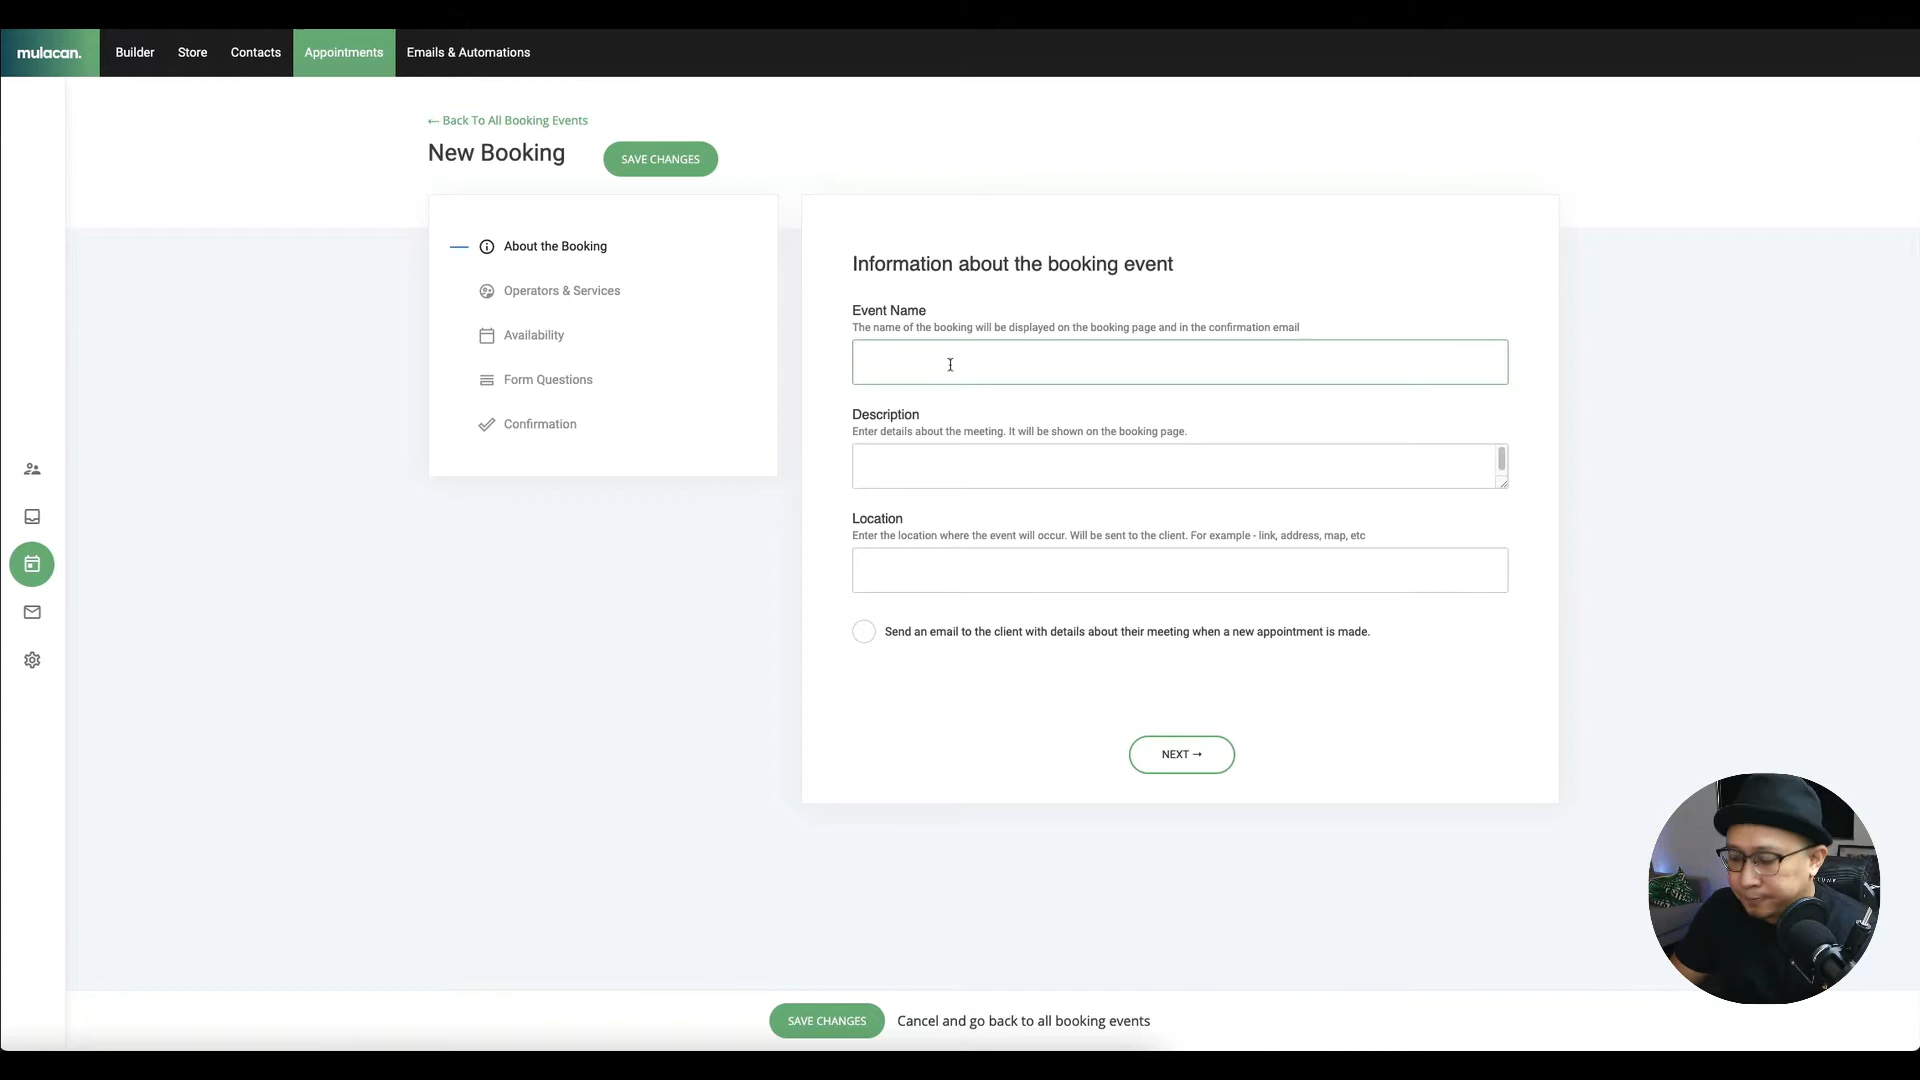 mulacan.
Builder
Store
Contacts
Appointments
Emails & Automations
← Back To All Booking Events
New Booking
SAVE CHANGES
About the Booking
Operators & Services
Availability
Form Questions
Confirmation
Information about the booking event
Event Name
The name of the booking will be displayed on the booking page and in the confirmation email
Description
Enter details about the meeting. It will be shown on the booking page.
Location
Enter the location where the event will occur. Will be sent to the client. For example - link, address, map, etc
Send an email to the client with details about their meeting when a new appointment is made.
NEXT →
SAVE CHANGES
Cancel and go back to all booking events